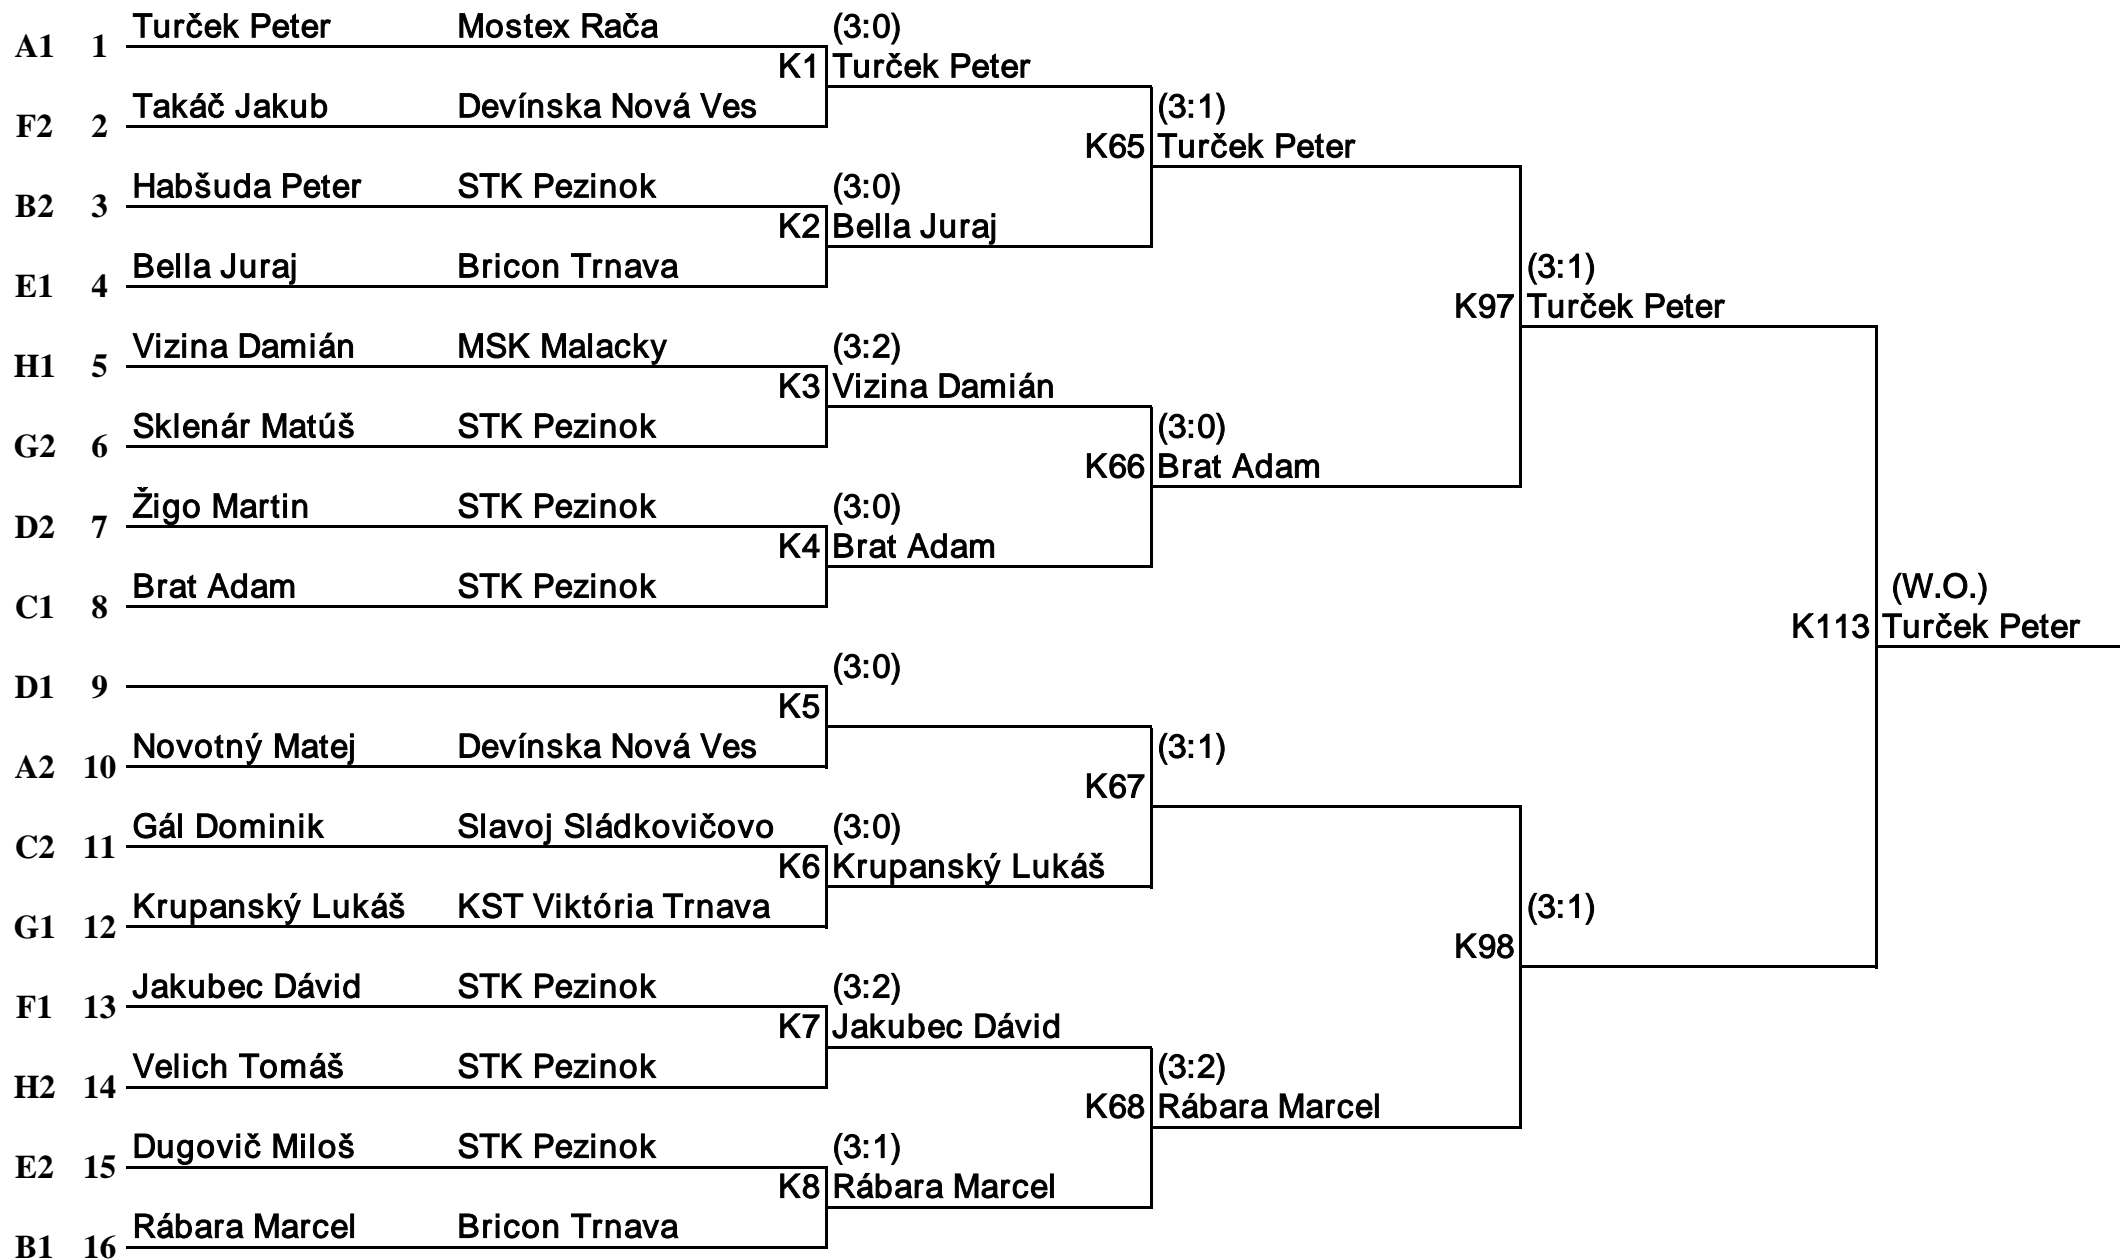 Turček Peter Mostex Rača (3:0)
A1 1 K1 Turček Peter
Takáč Jakub Devínska Nová Ves (3:1)
F2 2 K65 Turček Peter
Habšuda Peter STK Pezinok (3:0)
B2 3 K2 Bella Juraj
Bella Juraj Bricon Trnava (3:1)
E1 4 K97 Turček Peter
Vizina Damián MSK Malacky (3:2)
H1 5 K3 Vizina Damián
Sklenár Matúš STK Pezinok (3:0)
G2 6 K66 Brat Adam
Žigo Martin STK Pezinok (3:0)
D2 7 K4 Brat Adam
Brat Adam STK Pezinok (W.O.)
C1 8 K113 Turček Peter
(3:0)
D1 9 K5
Novotný Matej Devínska Nová Ves (3:1)
A2 10 K67
Gál Dominik Slavoj Sládkovičovo (3:0)
C2 11 K6 Krupanský Lukáš
Krupanský Lukáš KST Viktória Trnava (3:1)
G1 12 K98
Jakubec Dávid STK Pezinok (3:2)
F1 13 K7 Jakubec Dávid
Velich Tomáš STK Pezinok (3:2)
H2 14 K68 Rábara Marcel
Dugovič Miloš STK Pezinok (3:1)
E2 15 K8 Rábara Marcel
Rábara Marcel Bricon Trnava
B1 16